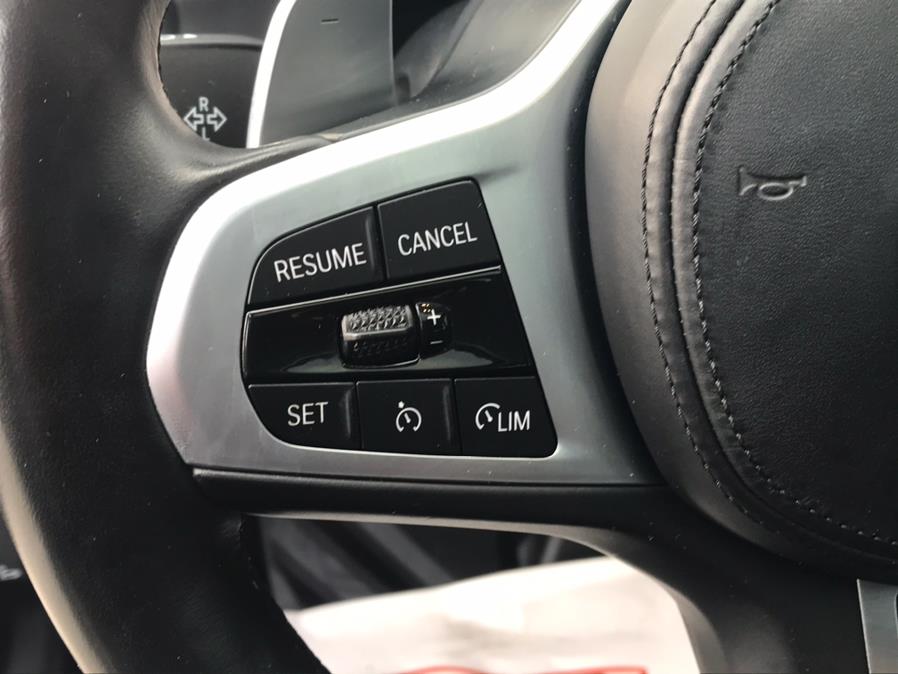 R
L
RESUME
CANCEL
+
-
SET
LIM